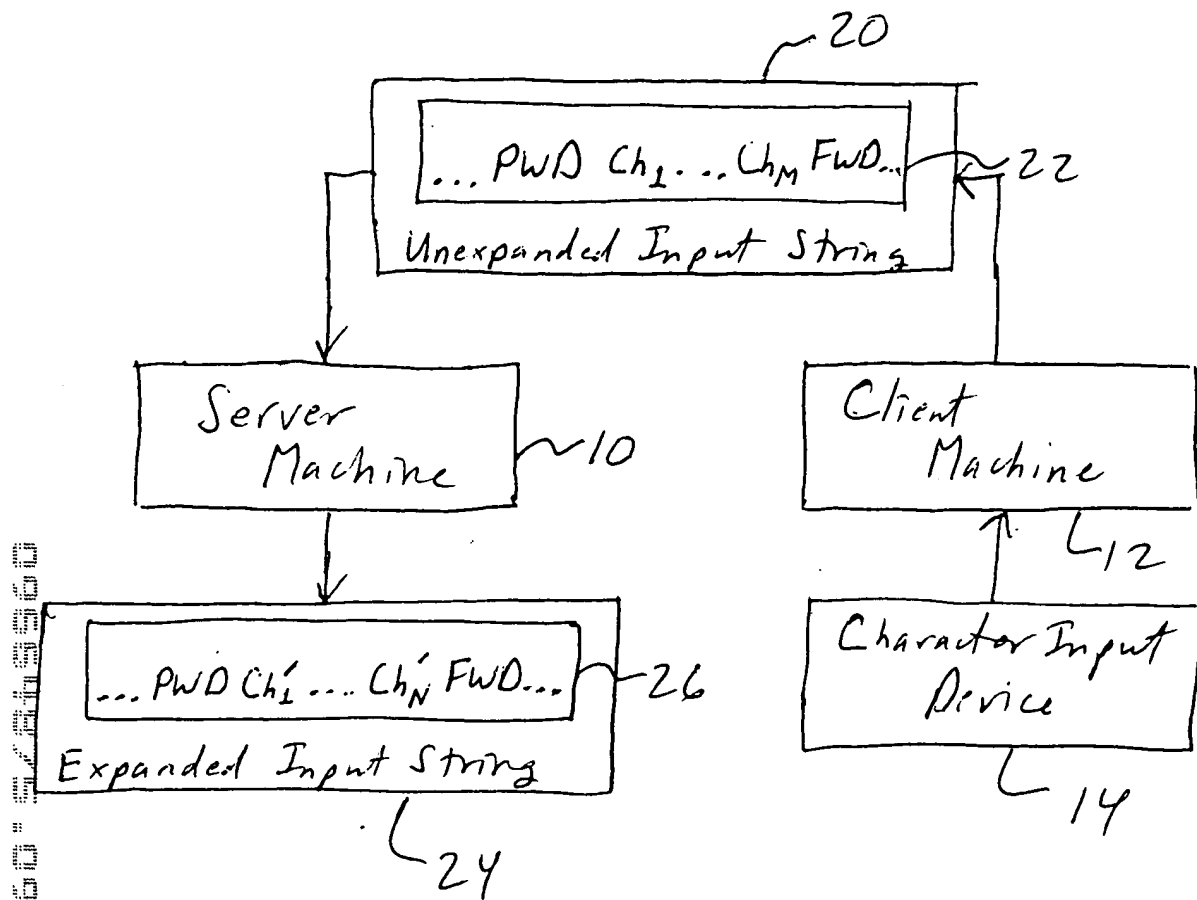 20
... PWD Ch1 ... ChM FWD...
22
Unexpanded Input String
Server
Machine
10
Client
Machine
12
... PWD Ch'1 .... Ch'N FWD...
26
Expanded Input String
24
Character Input
Device
14